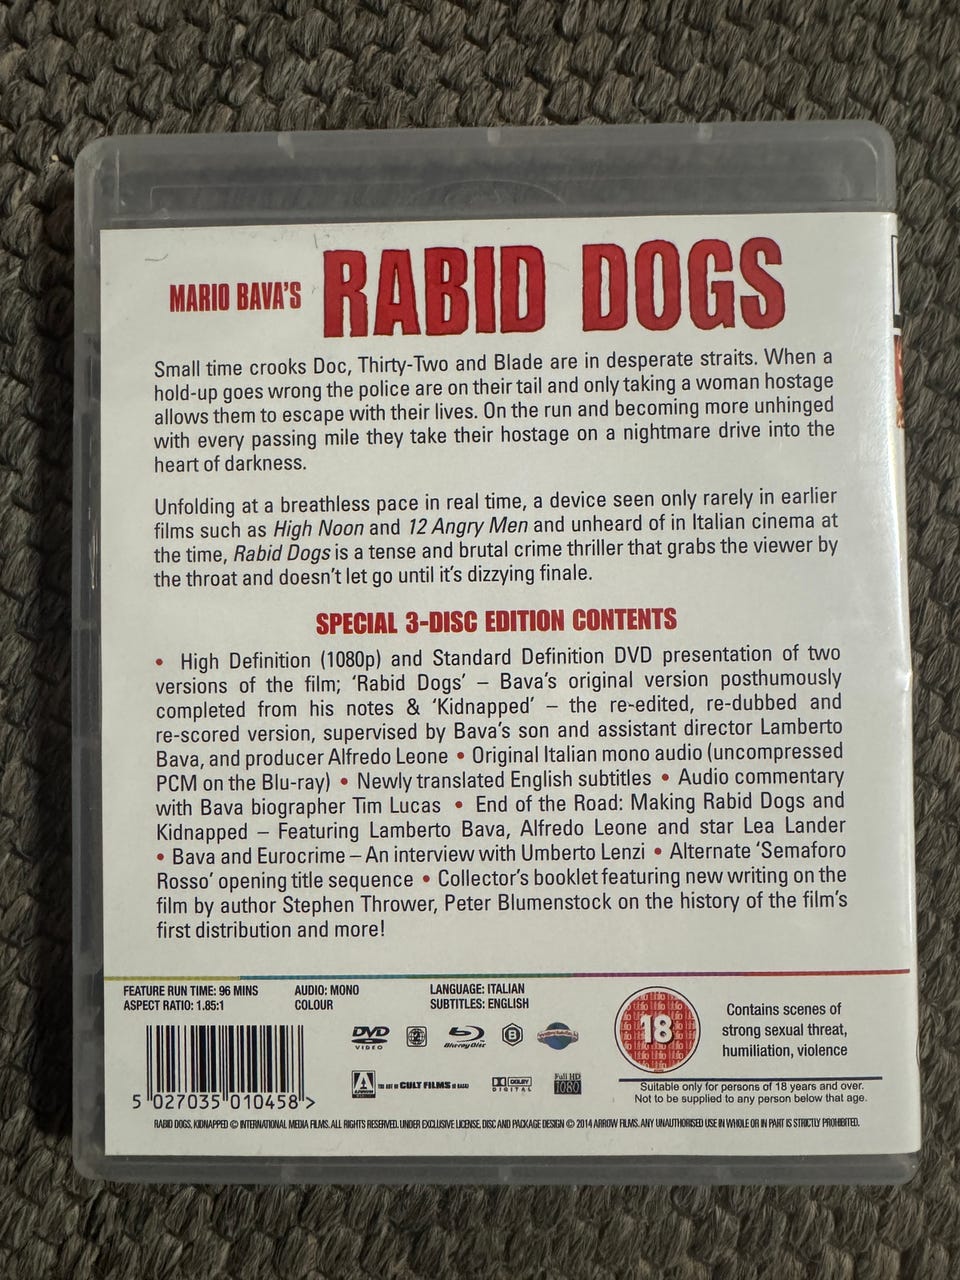 MARIO BAVA'S RABID DOGS
Small time crooks Doc, Thirty-Two and Blade are in desperate straits. When a
hold-up goes wrong the police are on their tail and only taking a woman hostage
allows them to escape with their lives. On the run and becoming more unhinged
with every passing mile they take their hostage on a nightmare drive into the
heart of darkness.
Unfolding at a breathless pace in real time, a device seen only rarely in earlier
films such as High Noon and 12 Angry Men and unheard of in Italian cinema at
the time, Rabid Dogs is a tense and brutal crime thriller that grabs the viewer by
the throat and doesn't let go until it's dizzying finale.
SPECIAL 3-DISC EDITION CONTENTS
• High Definition (1080p) and Standard Definition DVD presentation of two
versions of the film; 'Rabid Dogs' – Bava's original version posthumously
completed from his notes & 'Kidnapped' – the re-edited, re-dubbed and
re-scored version, supervised by Bava's son and assistant director Lamberto
Bava, and producer Alfredo Leone • Original Italian mono audio (uncompressed
PCM on the Blu-ray) • Newly translated English subtitles • Audio commentary
with Bava biographer Tim Lucas • End of the Road: Making Rabid Dogs and
Kidnapped – Featuring Lamberto Bava, Alfredo Leone and star Lea Lander
• Bava and Eurocrime – An interview with Umberto Lenzi • Alternate 'Semaforo
Rosso' opening title sequence • Collector's booklet featuring new writing on the
film by author Stephen Thrower, Peter Blumenstock on the history of the film's
first distribution and more!
FEATURE RUN TIME: 96 MINS
ASPECT RATIO: 1.85:1
AUDIO: MONO
COLOUR
LANGUAGE: ITALIAN
SUBTITLES: ENGLISH
DVD VIDEO
2
Blu-ray Disc
B
18
Contains scenes of
strong sexual threat,
humiliation, violence
Suitable only for persons of 18 years and over.
Not to be supplied to any person below that age.
5 027035 010458 >
CULT FILMS
DOLBY DIGITAL
Full HD 1080
RABID DOGS, KIDNAPPED © INTERNATIONAL MEDIA FILMS. ALL RIGHTS RESERVED. UNDER EXCLUSIVE LICENSE, DISC AND PACKAGE DESIGN © 2014 ARROW FILMS. ANY UNAUTHORISED USE IN WHOLE OR IN PART IS STRICTLY PROHIBITED.